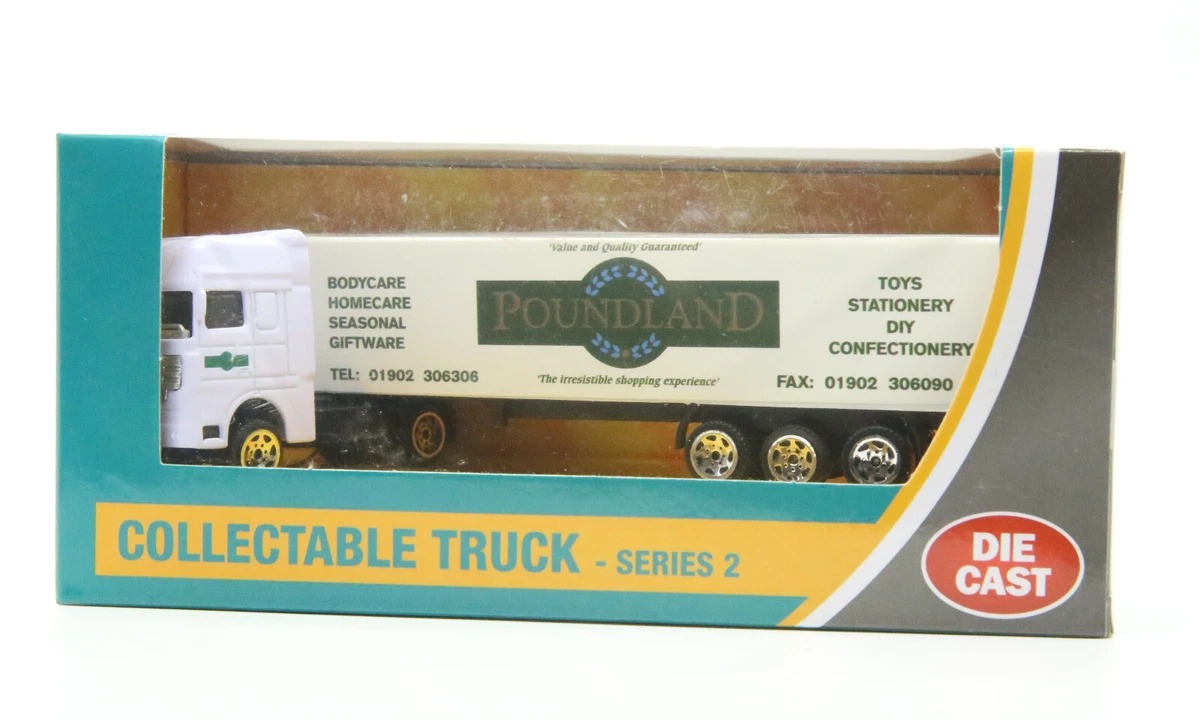 'Value and Quality Guaranteed'
BODYCARE
HOMECARE
SEASONAL
GIFTWARE
TEL: 01902 306306
POUNDLAND
'The irresistible shopping experience'
TOYS
STATIONERY
DIY
CONFECTIONERY
FAX: 01902 306090
COLLECTABLE TRUCK - SERIES 2
DIE
CAST